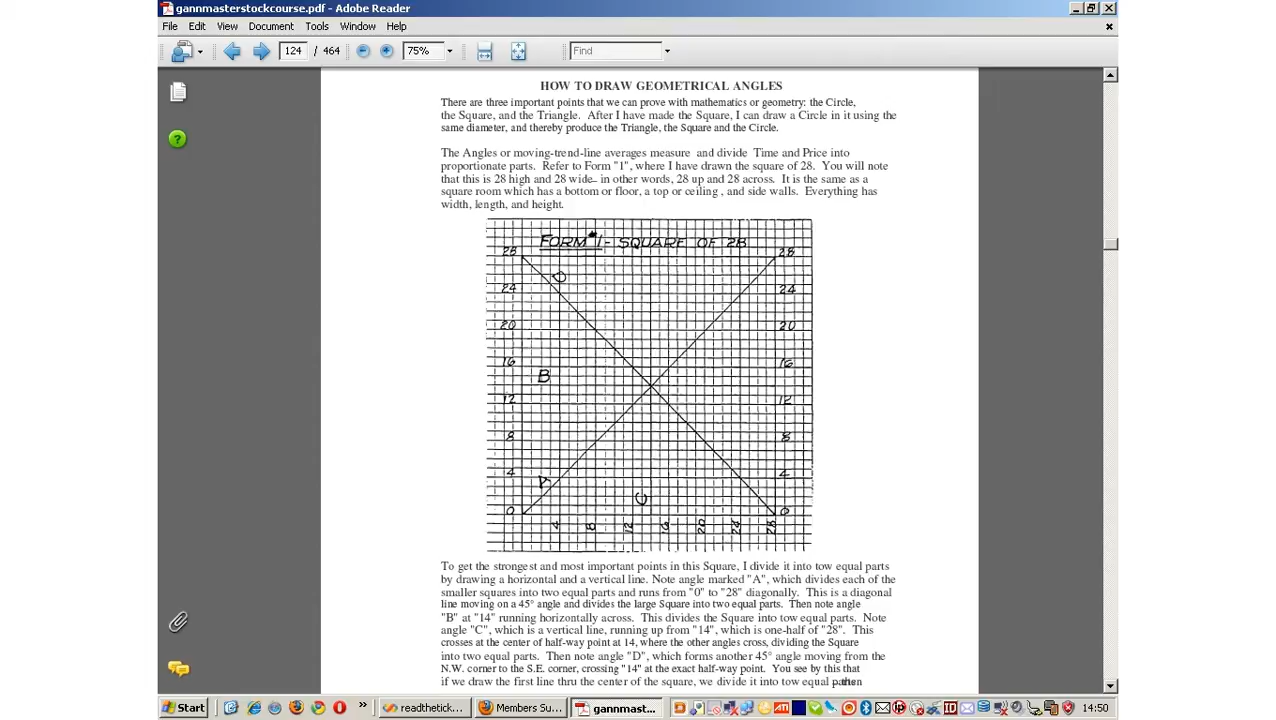 gannmasterstockcourse.pdf - Adobe Reader
File Edit View Document Tools Window Help
124 / 464 75% Find
HOW TO DRAW GEOMETRICAL ANGLES
There are three important points that we can prove with mathematics or geometry: the Circle,
the Square, and the Triangle. After I have made the Square, I can draw a Circle in it using the
same diameter, and thereby produce the Triangle, the Square and the Circle.
The Angles or moving-trend-line averages measure and divide Time and Price into
proportionate parts. Refer to Form "1", where I have drawn the square of 28. You will note
that this is 28 high and 28 wide– in other words, 28 up and 28 across. It is the same as a
square room which has a bottom or floor, a top or ceiling , and side walls. Everything has
width, length, and height.
FORM #1- SQUARE OF 28
28 28
D
24 24
20 20
16 16
B
12 12
8 8
4 4
A
C
0 0
4 8 12 16 20 24 28
To get the strongest and most important points in this Square, I divide it into tow equal parts
by drawing a horizontal and a vertical line. Note angle marked "A", which divides each of the
smaller squares into two equal parts and runs from "0" to "28" diagonally. This is a diagonal
line moving on a 45° angle and divides the large Square into two equal parts. Then note angle
"B" at "14" running horizontally across. This divides the Square into tow equal parts. Note
angle "C", which is a vertical line, running up from "14", which is one-half of "28". This
crosses at the center of half-way point at 14, where the other angles cross, dividing the Square
into two equal parts. Then note angle "D", which forms another 45° angle moving from the
N.W. corner to the S.E. corner, crossing "14" at the exact half-way point. You see by this that
if we draw the first line thru the center of the square, we divide it into tow equal parts– then
Start » readthetick... Members Su... gannmast... 14:50